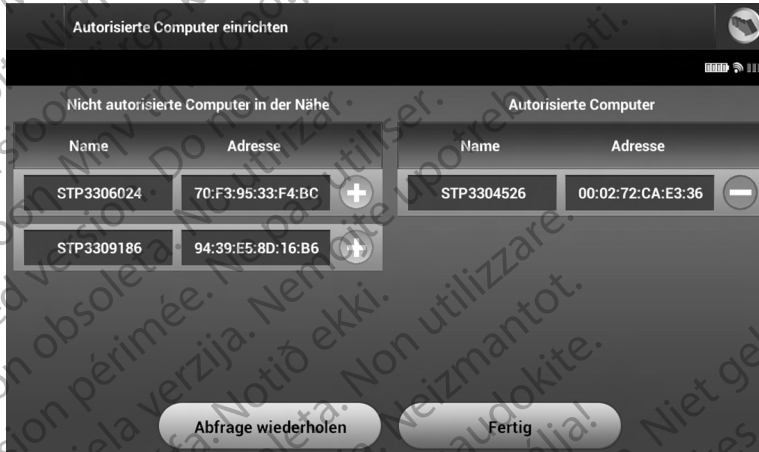 Autorisierte Computer einrichten
Nicht autorisierte Computer in der Nähe
Name Adresse
STP3306024 70:F3:95:33:F4:BC
STP3309186 94:39:E5:8D:16:B6
Autorisierte Computer
Name Adresse
STP3304526 00:02:72:CA:E3:36
Abfrage wiederholen
Fertig